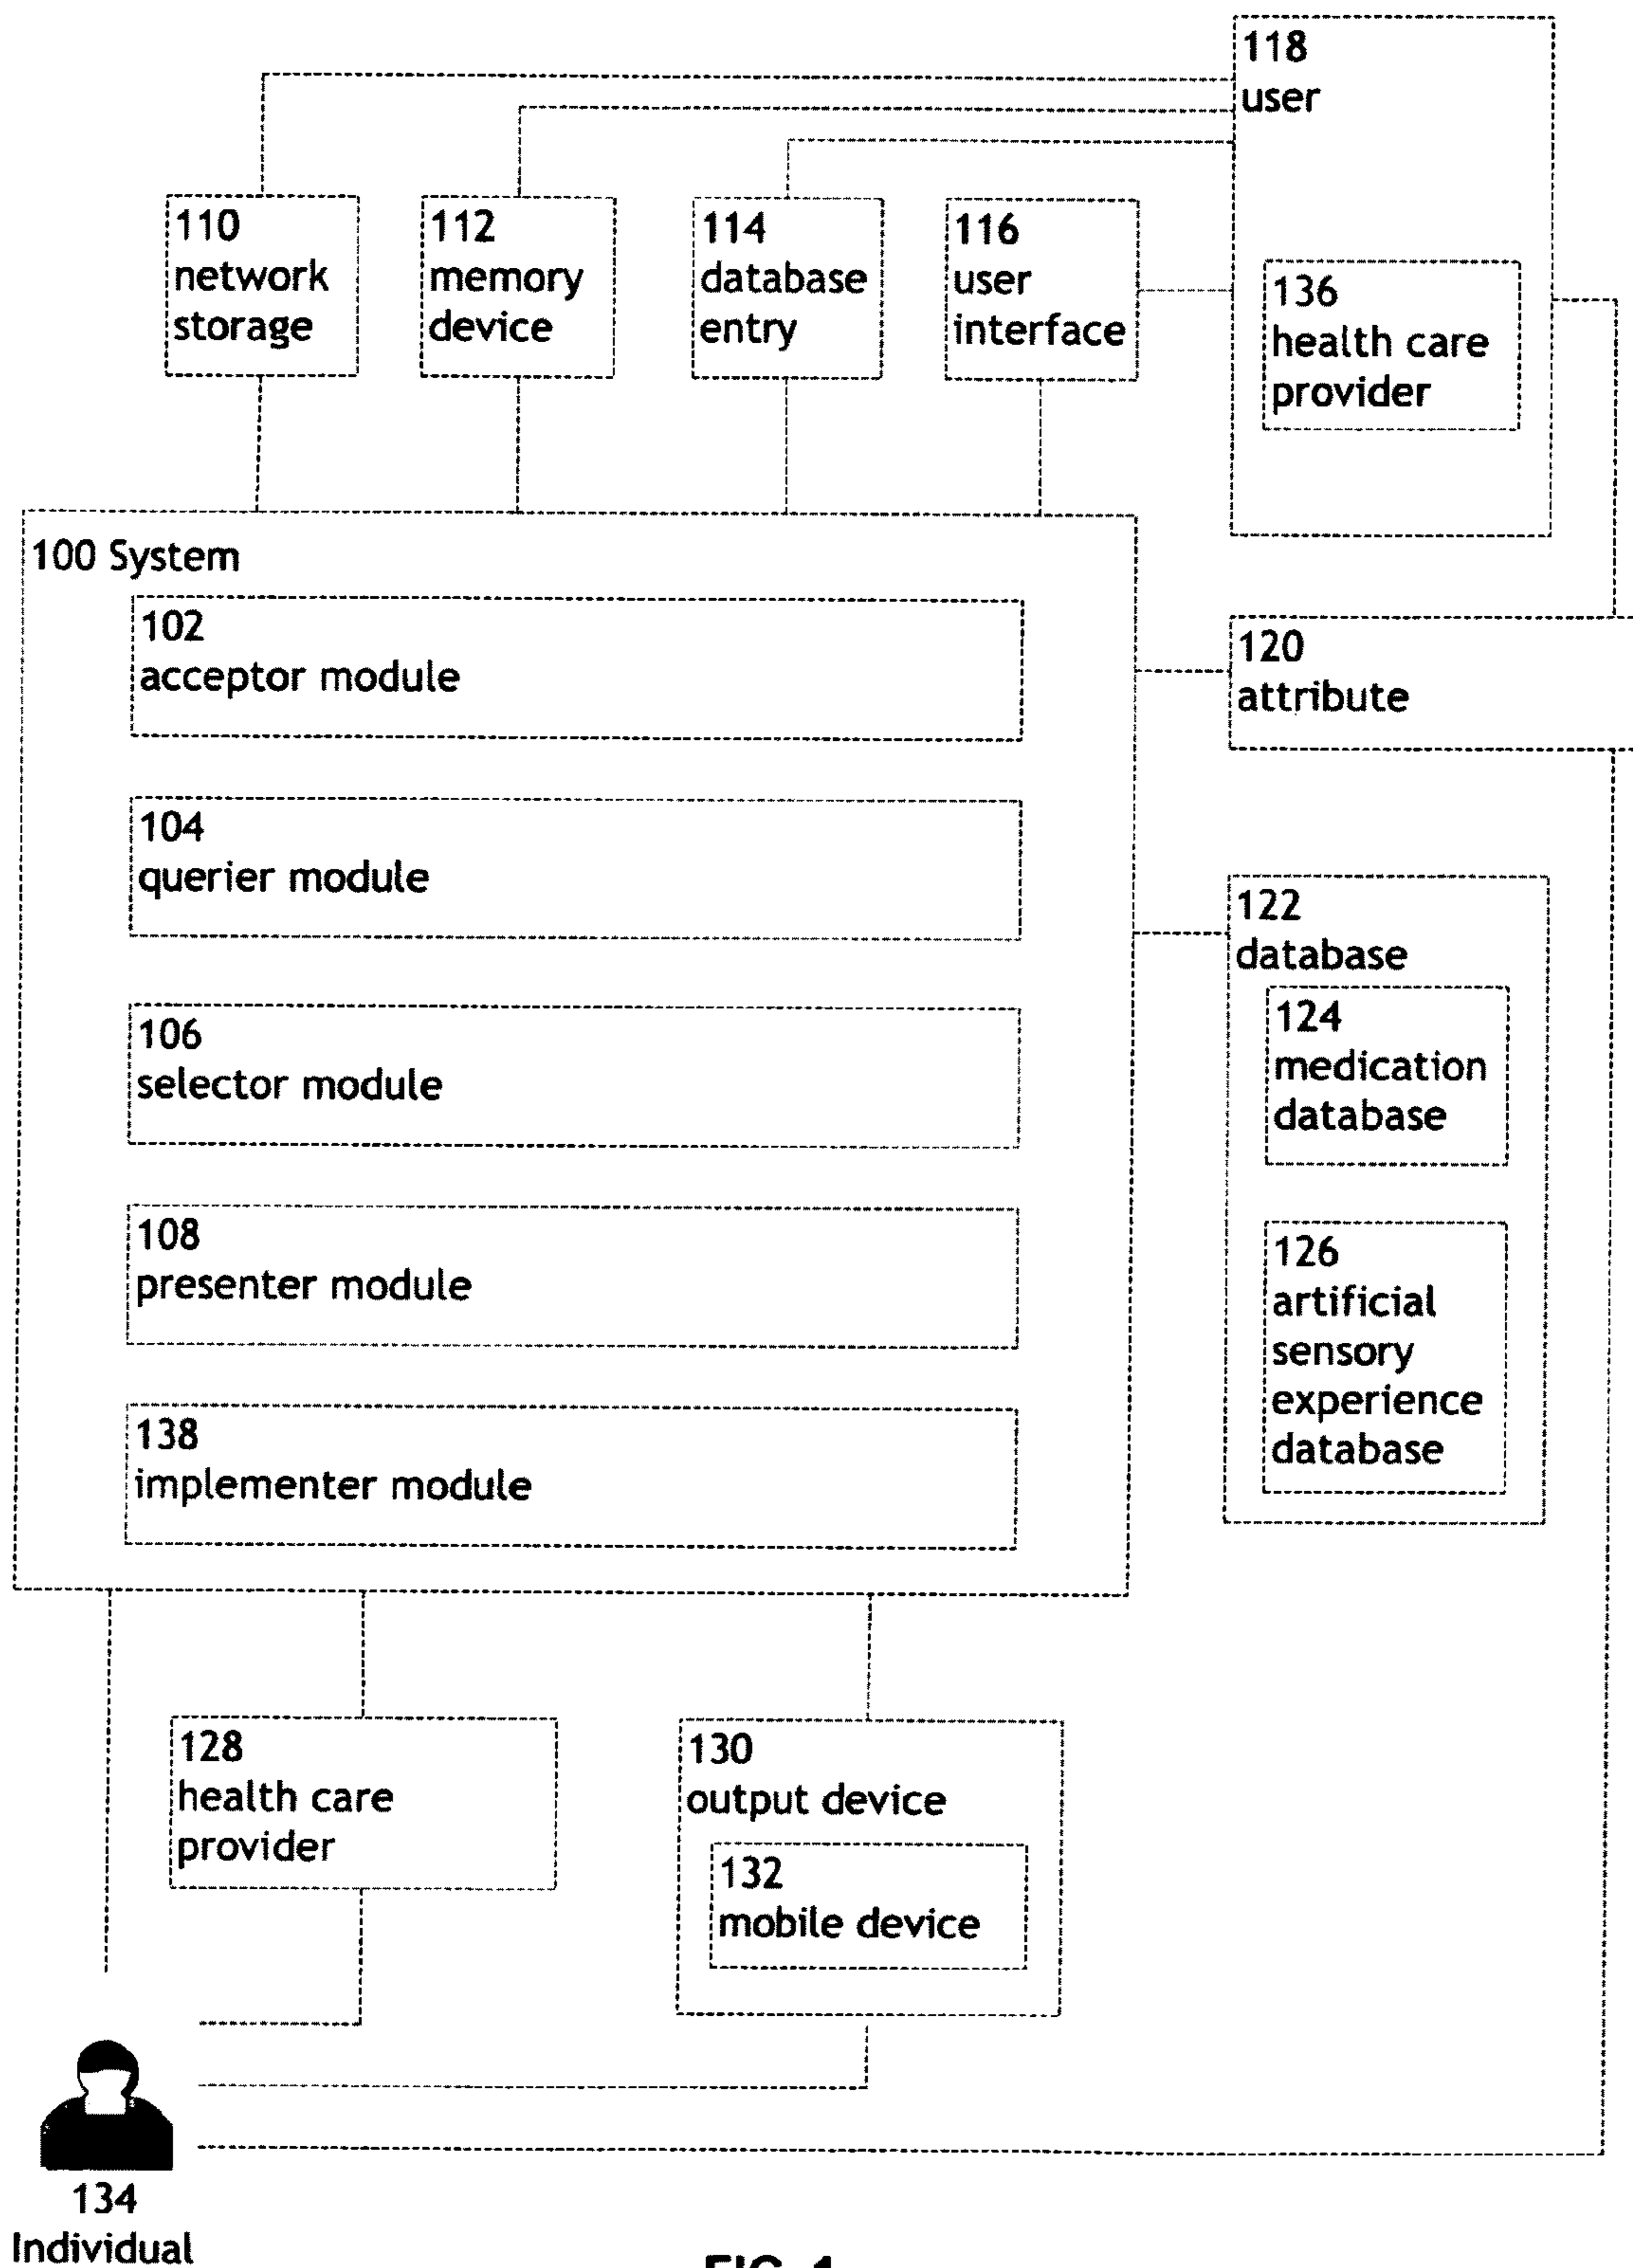 118
user
110
network
storage
112
memory
device
114
database
entry
116
user
interface
136
health care
provider
100 System
102
acceptor module
104
querier module
106
selector module
108
presenter module
138
implementer module
120
attribute
122
database
124
medication
database
126
artificial
sensory
experience
database
128
health care
provider
130
output device
132
mobile device
134
Individual
FIG. 1